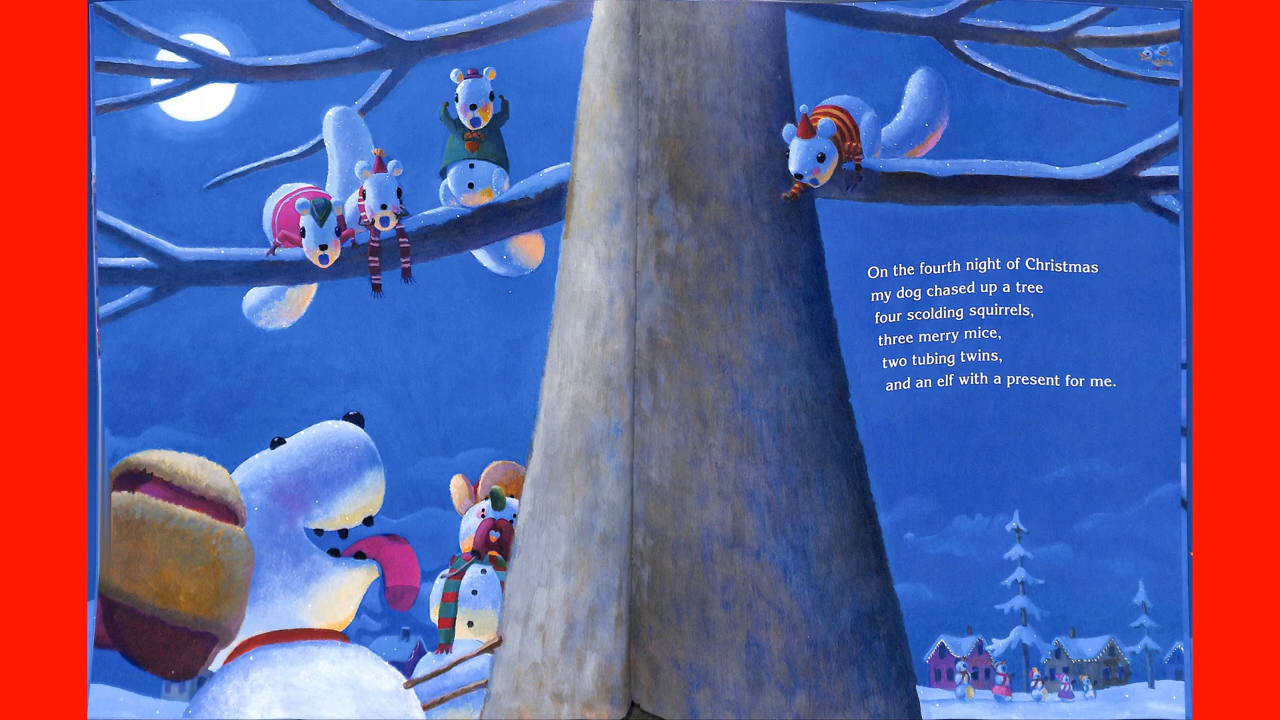 On the fourth night of Christmas
my dog chased up a tree
four scolding squirrels,
three merry mice,
two tubing twins,
and an elf with a present for me.